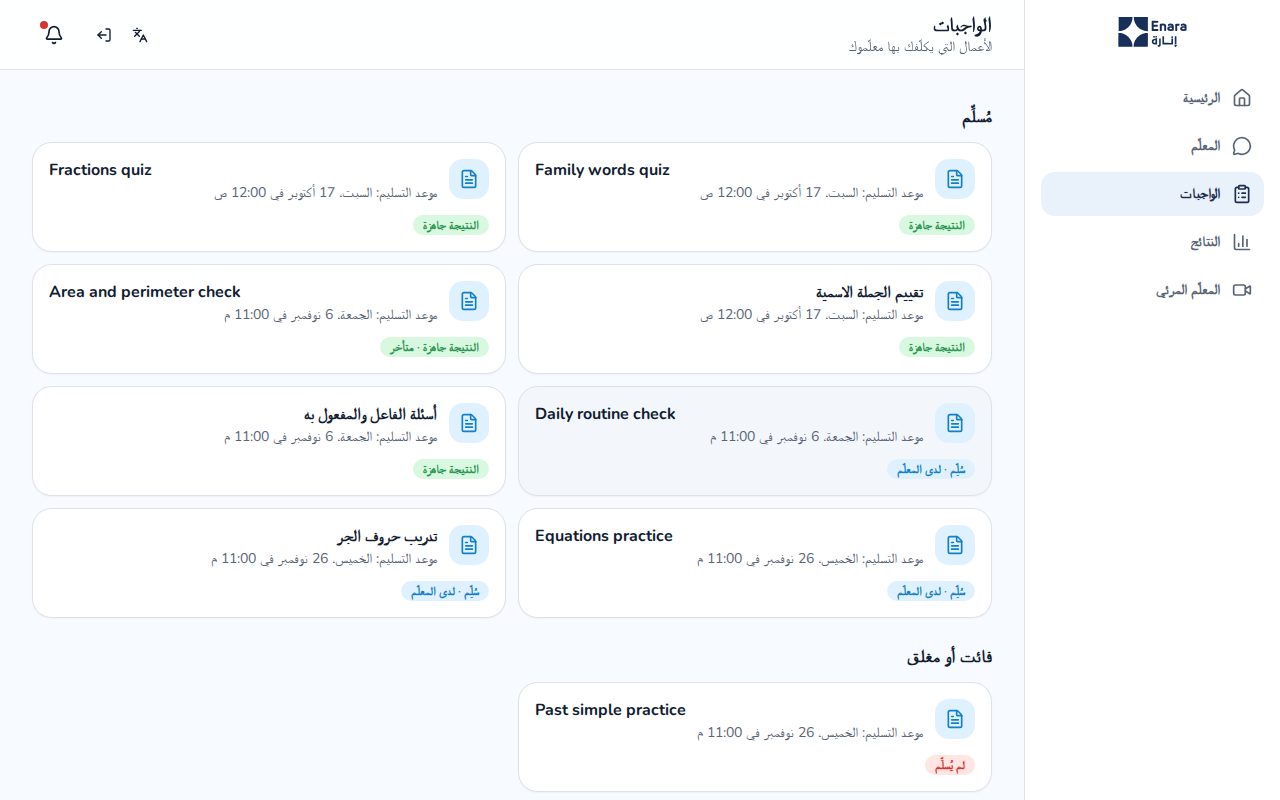 Enara
إنارة
الرئيسية
المعلّم
الواجبات
النتائج
المعلّم المرئي
الواجبات
الأعمال التي يكلّفك بها معلّموك
مُسلَّم
Family words quiz
موعد التسليم: السبت، 17 أكتوبر في 12:00 ص
النتيجة جاهزة
Fractions quiz
موعد التسليم: السبت، 17 أكتوبر في 12:00 ص
النتيجة جاهزة
تقييم الجملة الاسمية
موعد التسليم: السبت، 17 أكتوبر في 12:00 ص
النتيجة جاهزة
Area and perimeter check
موعد التسليم: الجمعة، 6 نوفمبر في 11:00 م
النتيجة جاهزة · متأخر
Daily routine check
موعد التسليم: الجمعة، 6 نوفمبر في 11:00 م
سُلِّم · لدى المعلّم
أسئلة الفاعل والمفعول به
موعد التسليم: الجمعة، 6 نوفمبر في 11:00 م
النتيجة جاهزة
Equations practice
موعد التسليم: الخميس، 26 نوفمبر في 11:00 م
سُلِّم · لدى المعلّم
تدريب حروف الجر
موعد التسليم: الخميس، 26 نوفمبر في 11:00 م
سُلِّم · لدى المعلّم
فائت أو مغلق
Past simple practice
موعد التسليم: الخميس، 26 نوفمبر في 11:00 م
لم يُسلَّم